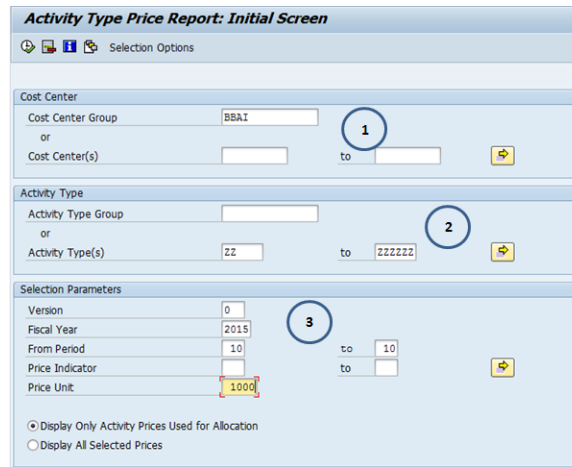 Activity Type Price Report: Initial Screen
Selection Options
Cost Center
Cost Center Group BBAI
or
Cost Center(s) to
1
Activity Type
Activity Type Group
or
Activity Type(s) ZZ to ZZZZZZ
2
Selection Parameters
Version 0
3
Fiscal Year 2015
From Period 10 to 10
Price Indicator to
Price Unit 1000
Display Only Activity Prices Used for Allocation
Display All Selected Prices